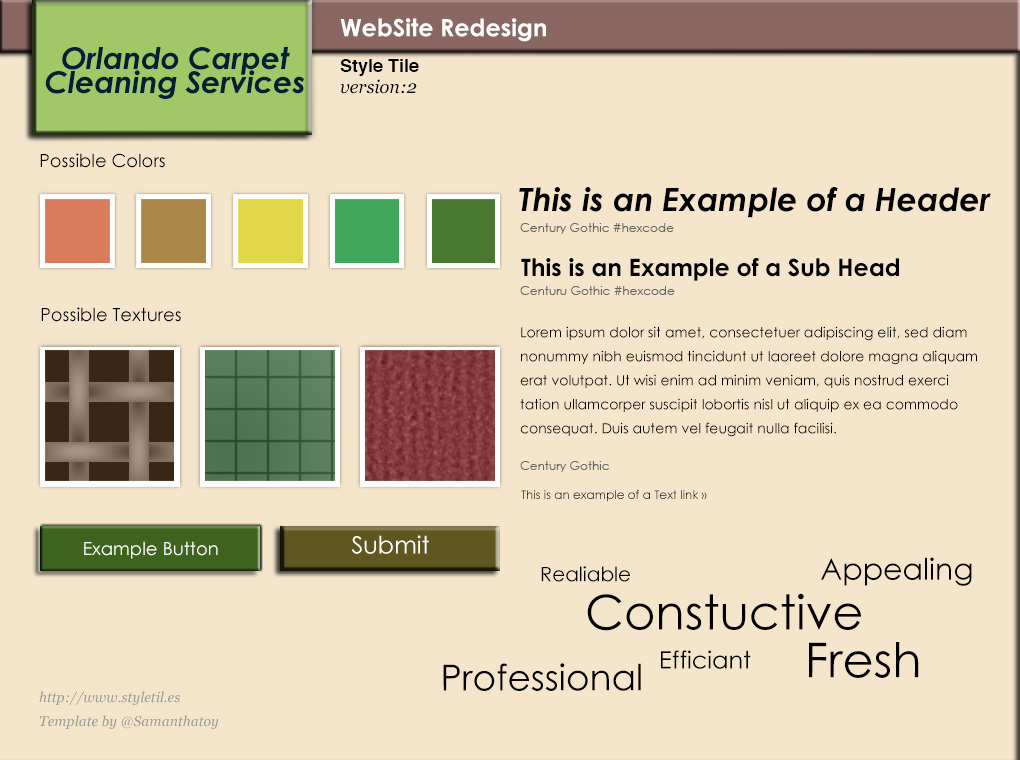 WebSite Redesign
Orlando Carpet
Cleaning Services
Style Tile
version:2
Possible Colors
This is an Example of a Header
Century Gothic #hexcode
This is an Example of a Sub Head
Centuru Gothic #hexcode
Possible Textures
Lorem ipsum dolor sit amet, consectetuer adipiscing elit, sed diam
nonummy nibh euismod tincidunt ut laoreet dolore magna aliquam
erat volutpat. Ut wisi enim ad minim veniam, quis nostrud exerci
tation ullamcorper suscipit lobortis nisl ut aliquip ex ea commodo
consequat. Duis autem vel feugait nulla facilisi.
Century Gothic
This is an example of a Text link »
Example Button
Submit
Realiable
Appealing
Constuctive
Efficiant
Fresh
Professional
http://www.styletil.es
Template by @Samanthatoy